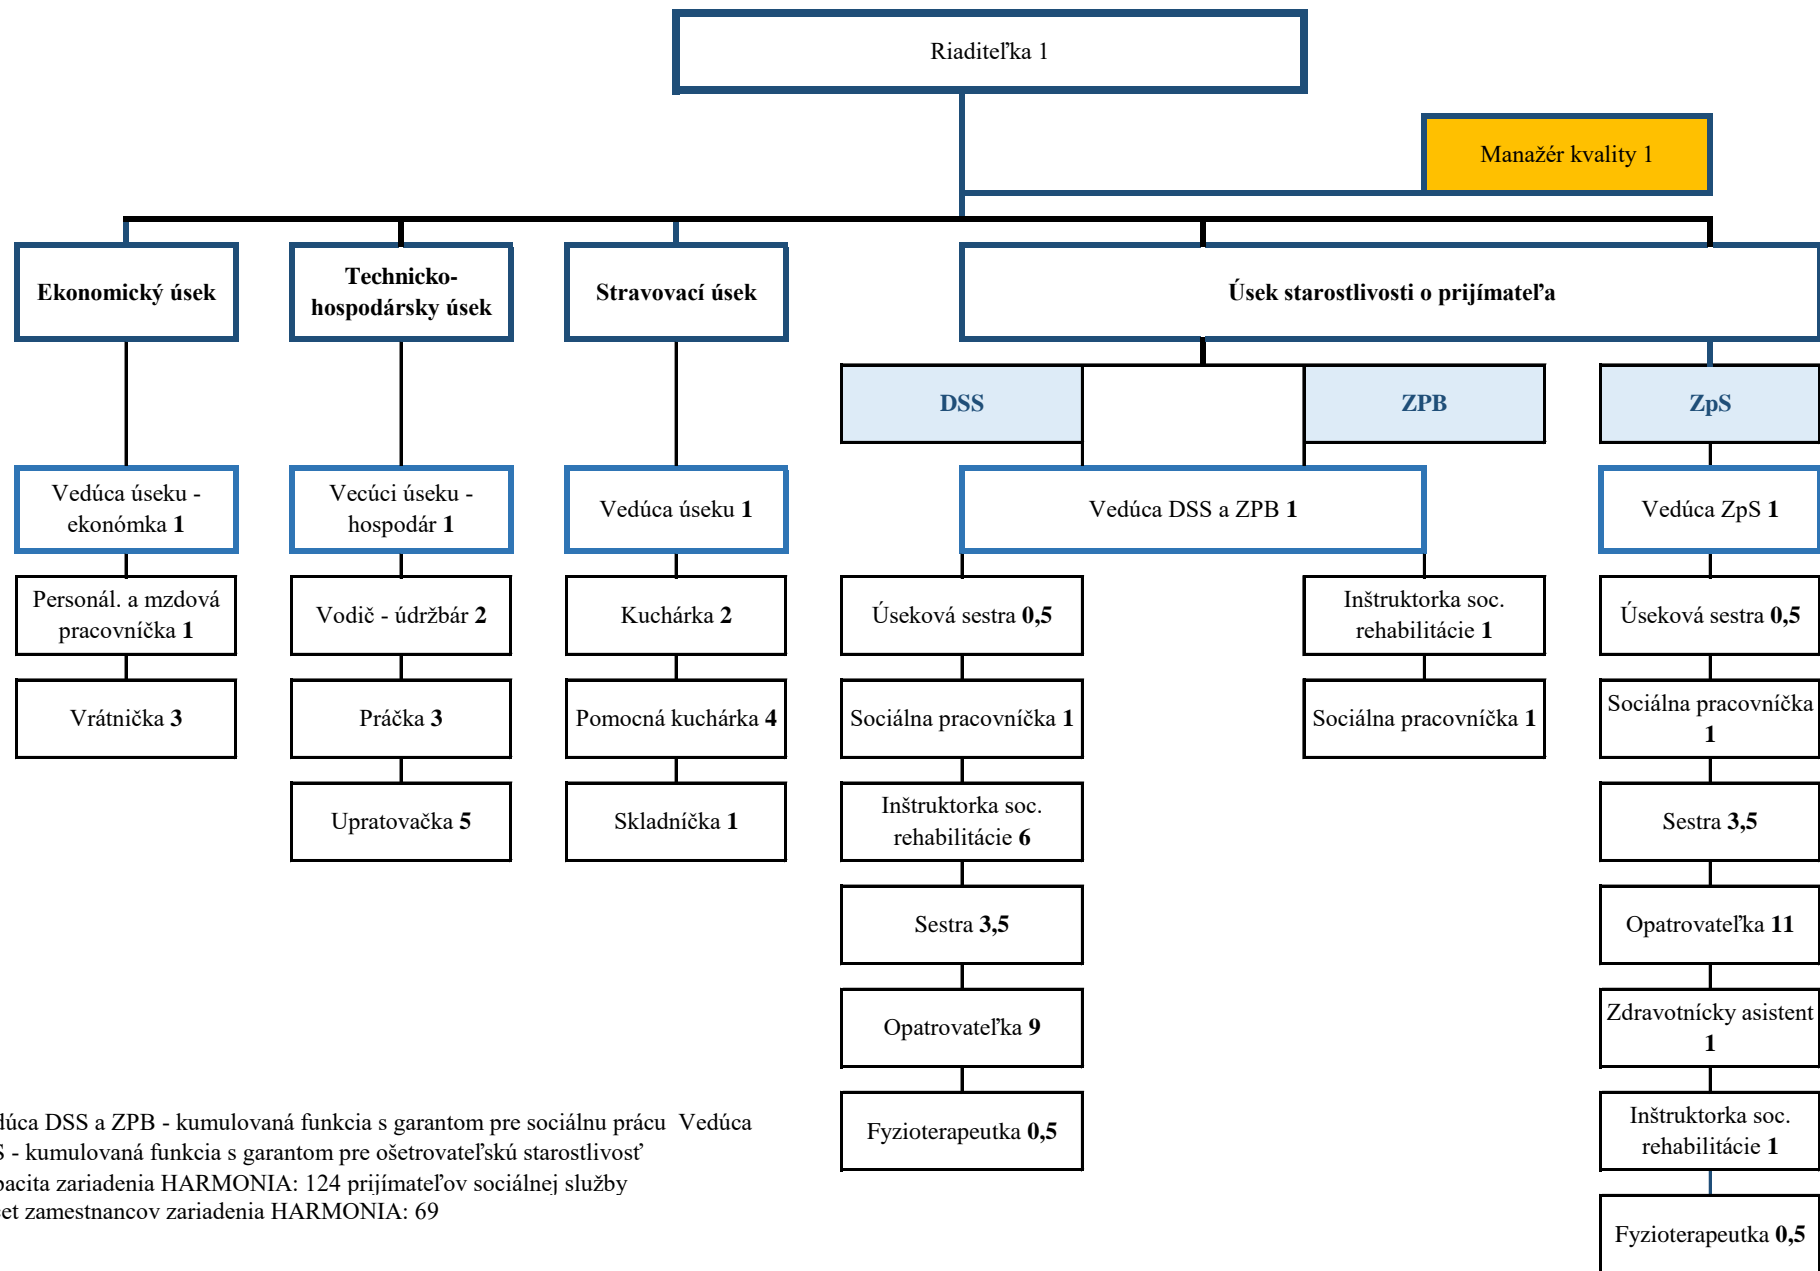 Riaditeľka 1
Manažér kvality 1
Ekonomický úsek
Technicko-
hospodársky úsek
Stravovací úsek
Úsek starostlivosti o prijímateľa
DSS
ZPB
ZpS
Vedúca úseku -
ekonómka 1
Vecúci úseku -
hospodár 1
Vedúca úseku 1
Vedúca DSS a ZPB 1
Vedúca ZpS 1
Personál. a mzdová
pracovníčka 1
Vodič - údržbár 2
Kuchárka 2
Úseková sestra 0,5
Inštruktorka soc.
rehabilitácie 1
Úseková sestra 0,5
Vrátnička 3
Práčka 3
Pomocná kuchárka 4
Sociálna pracovníčka 1
Sociálna pracovníčka 1
Sociálna pracovníčka
1
Upratovačka 5
Skladníčka 1
Inštruktorka soc.
rehabilitácie 6
Sestra 3,5
Sestra 3,5
Opatrovateľka 11
Opatrovateľka 9
Zdravotnícky asistent
1
Fyzioterapeutka 0,5
Inštruktorka soc.
rehabilitácie 1
Fyzioterapeutka 0,5
dúca DSS a ZPB - kumulovaná funkcia s garantom pre sociálnu prácu Vedúca
S - kumulovaná funkcia s garantom pre ošetrovateľskú starostlivosť
pacita zariadenia HARMONIA: 124 prijímateľov sociálnej služby
čet zamestnancov zariadenia HARMONIA: 69